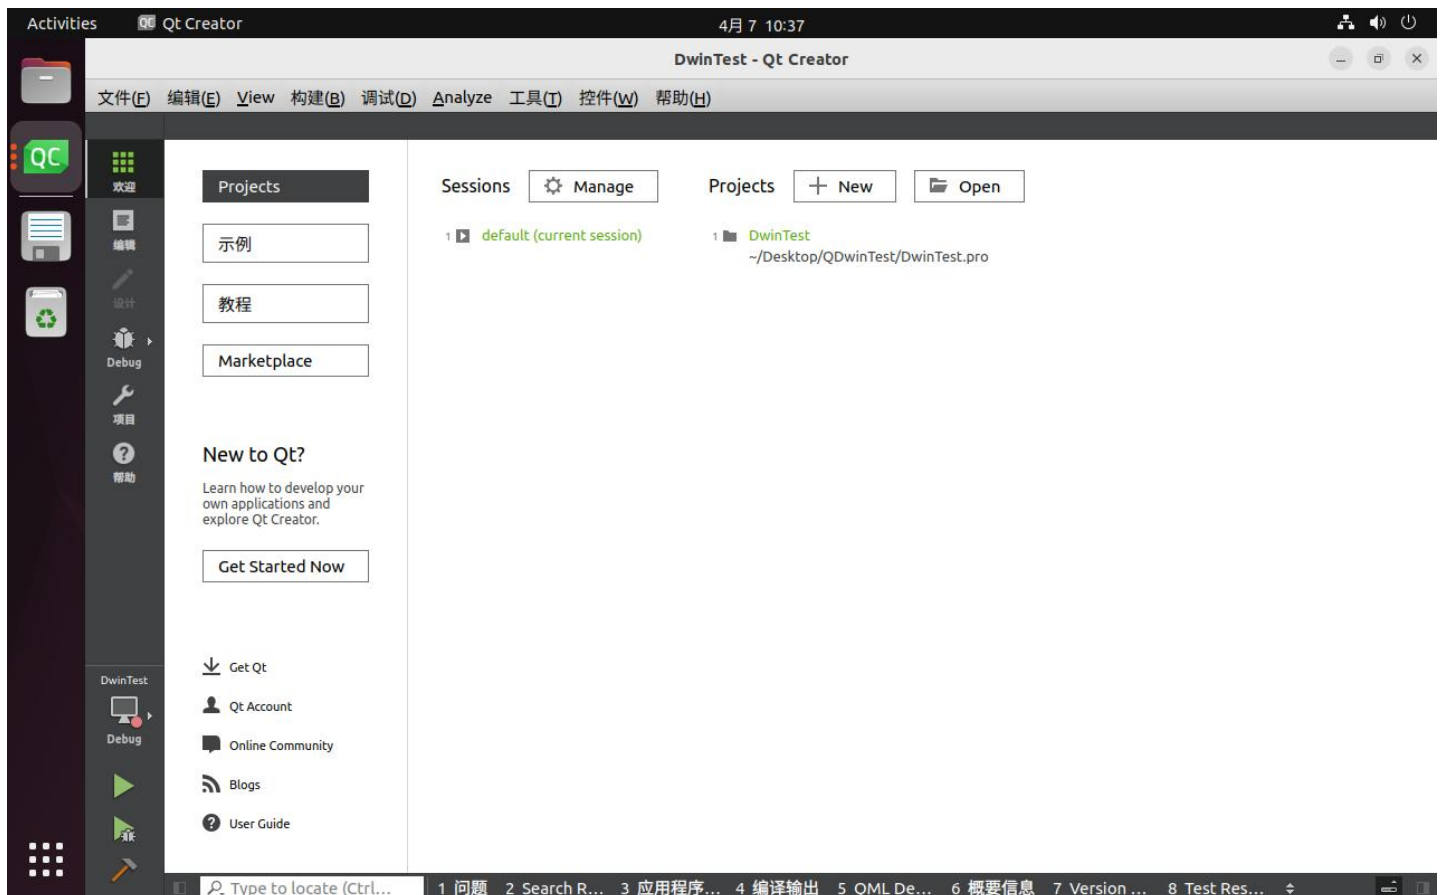 Activities
QC Qt Creator
4月 7 10:37
DwinTest - Qt Creator
文件(F) 编辑(E) View 构建(B) 调试(D) Analyze 工具(T) 控件(W) 帮助(H)
QC
欢迎
编辑
设计
Debug
项目
帮助
DwinTest
Debug
Projects
示例
教程
Marketplace
New to Qt?
Learn how to develop your
own applications and
explore Qt Creator.
Get Started Now
Get Qt
Qt Account
Online Community
Blogs
User Guide
Sessions
Manage
1 default (current session)
Projects
New
Open
1 DwinTest
~/Desktop/QDwinTest/DwinTest.pro
Type to locate (Ctrl...
1 问题 2 Search R... 3 应用程序... 4 编译输出 5 QML De... 6 概要信息 7 Version ... 8 Test Res...